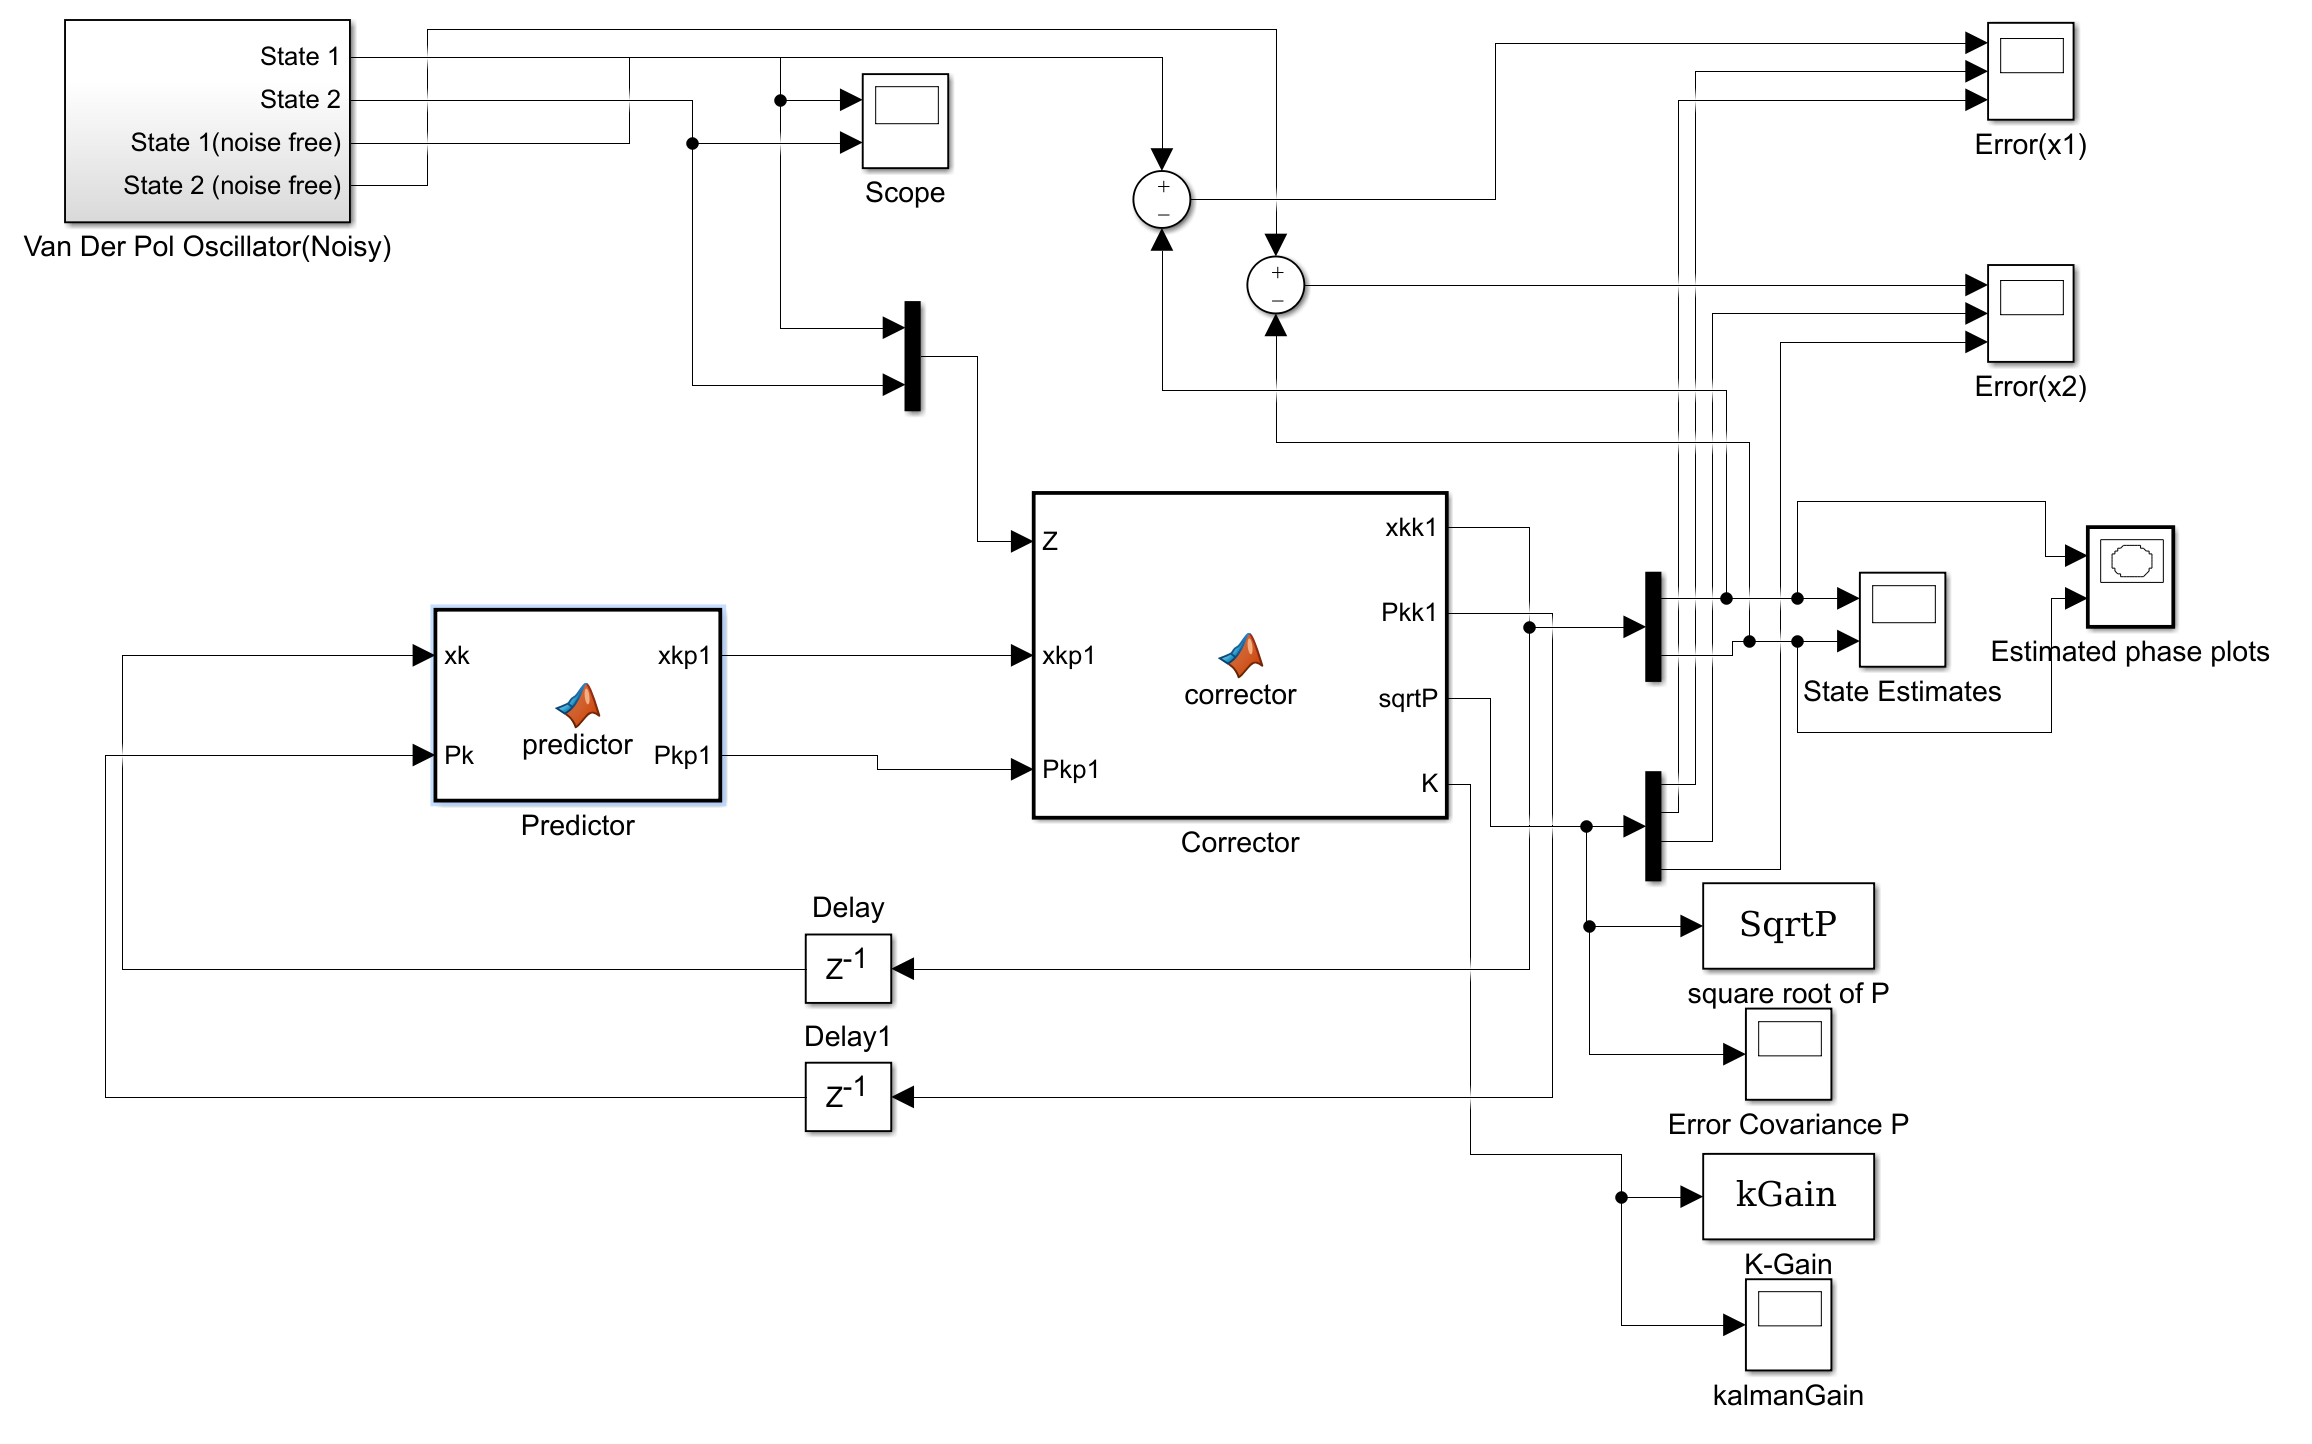 State 1
State 2
State 1(noise free)
State 2 (noise free)
Van Der Pol Oscillator(Noisy)
Scope
+
−
+
−
Error(x1)
Error(x2)
Z
xkp1
Pkp1
corrector
xkk1
Pkk1
sqrtP
K
Corrector
xk
Pk
predictor
xkp1
Pkp1
Predictor
State Estimates
Estimated phase plots
Delay
Z-1
Delay1
Z-1
SqrtP
square root of P
Error Covariance P
kGain
K-Gain
kalmanGain